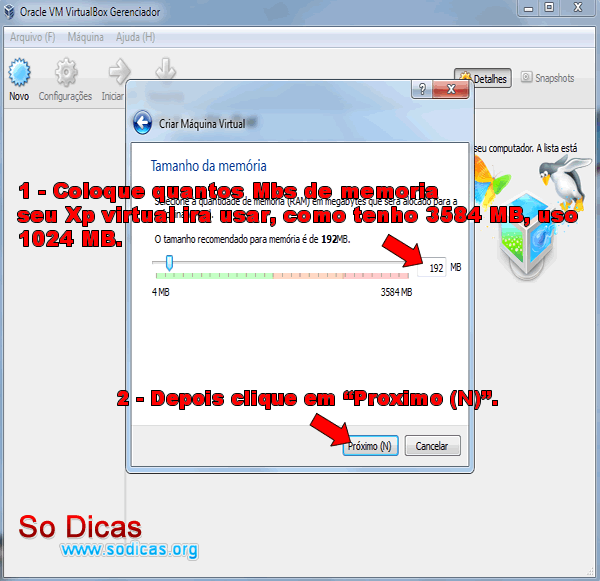 Oracle VM VirtualBox Gerenciador
Arquivo (F) Máquina Ajuda (H)
Novo Configurações Iniciar
Detalhes Snapshots
Criar Máquina Virtual
seu computador. A lista está
Tamanho da memória
1 - Coloque quantos Mbs de memoria
Selecione a quantidade de memória (RAM) em megabytes que será alocado para a
seu Xp virtual ira usar, como tenho 3584 MB, uso
1024 MB.
O tamanho recomendado para memória é de 192MB.
192 MB
4 MB 3584 MB
2 - Depois clique em “Proximo (N)”.
Próximo (N) Cancelar
So Dicas
www.sodicas.org